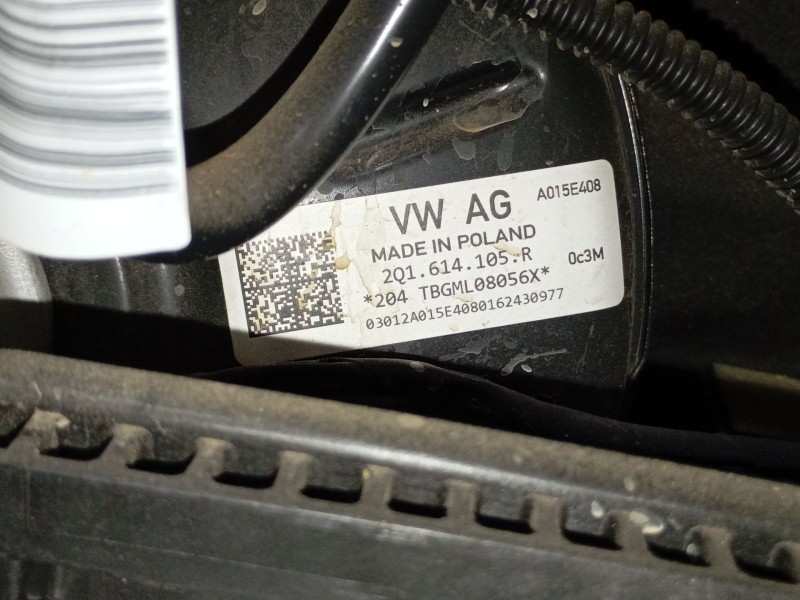 VW AG
A015E408
MADE IN POLAND
2Q1.614.105.R
0c3M
*204 TBGML08056X*
03012A015E4080162430977